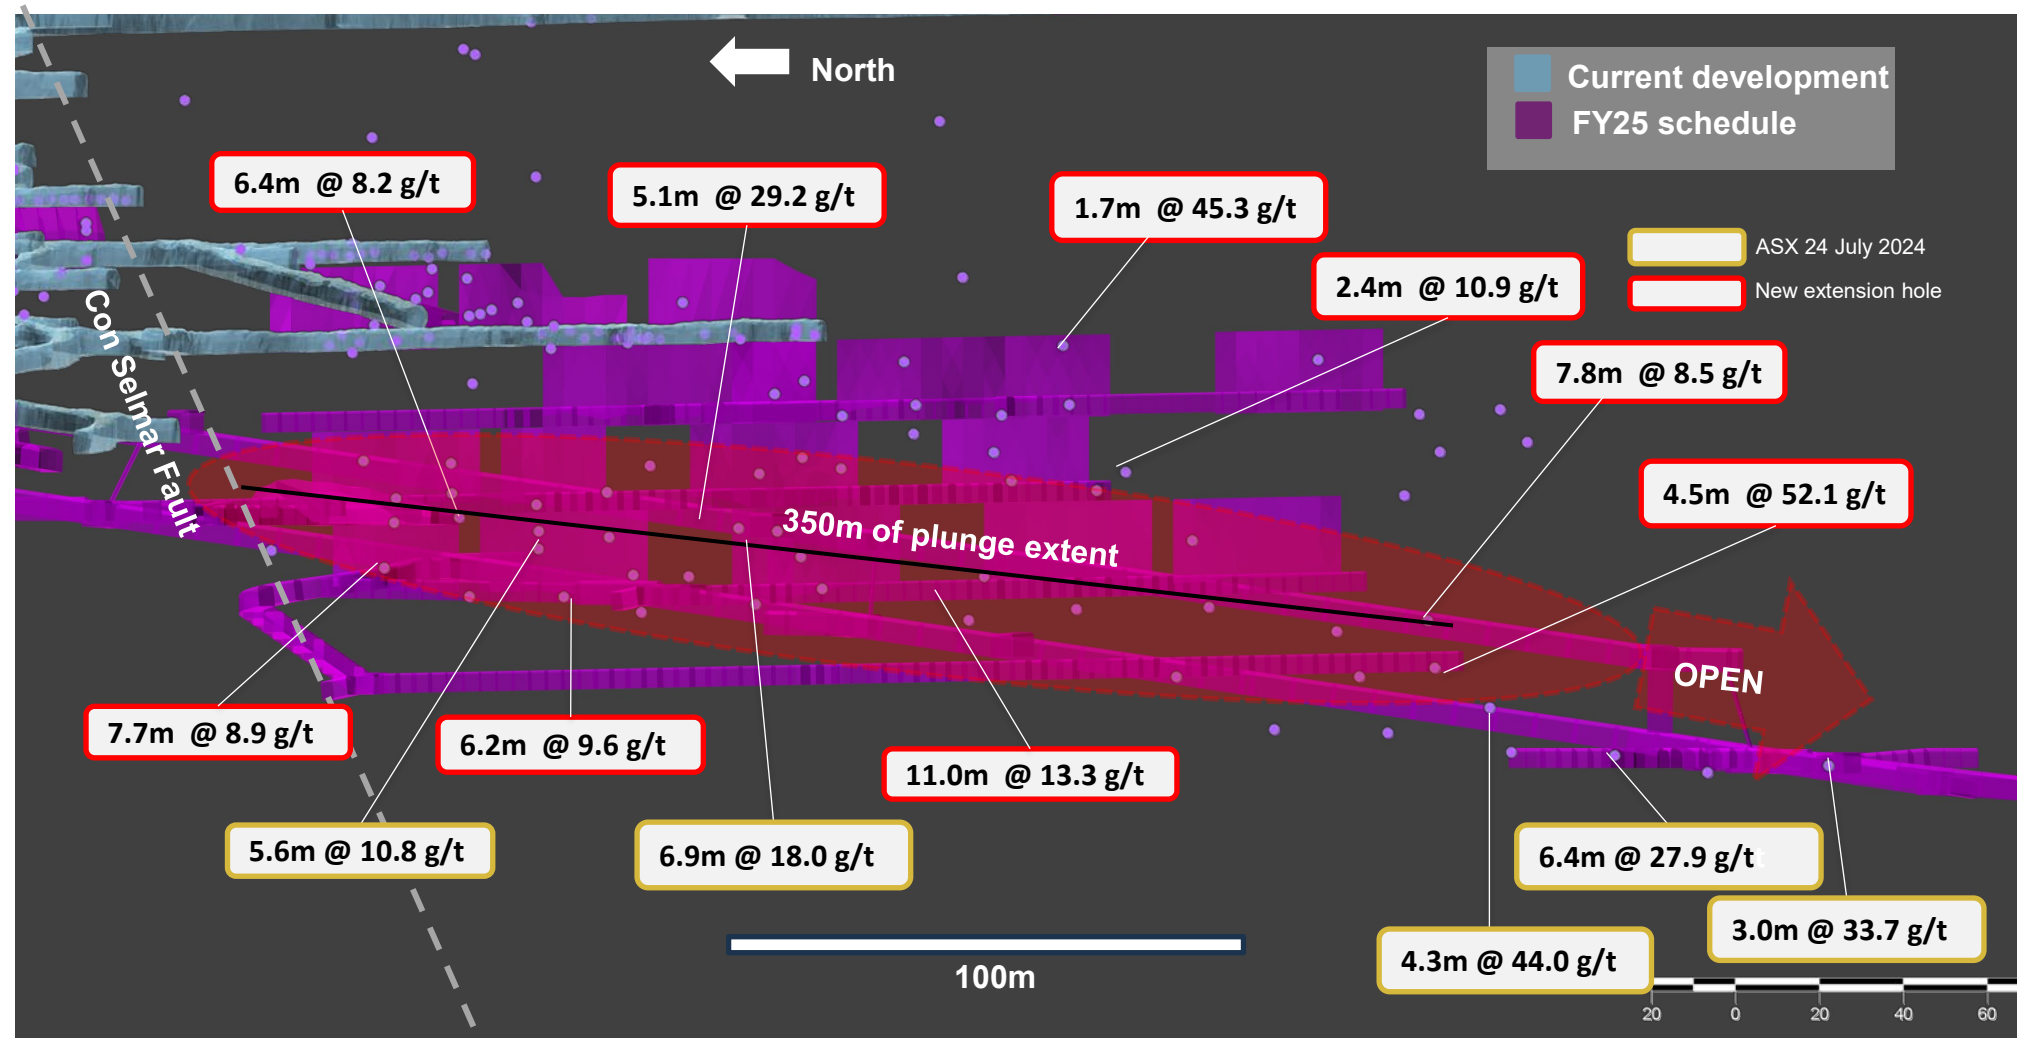 North
Current development
FY25 schedule
6.4m @ 8.2 g/t
5.1m @ 29.2 g/t
1.7m @ 45.3 g/t
ASX 24 July 2024
2.4m @ 10.9 g/t
New extension hole
Con Selmar Fault
7.8m @ 8.5 g/t
4.5m @ 52.1 g/t
350m of plunge extent
OPEN
7.7m @ 8.9 g/t
6.2m @ 9.6 g/t
11.0m @ 13.3 g/t
5.6m @ 10.8 g/t
6.9m @ 18.0 g/t
6.4m @ 27.9 g/t
3.0m @ 33.7 g/t
4.3m @ 44.0 g/t
100m
20 0 20 40 60